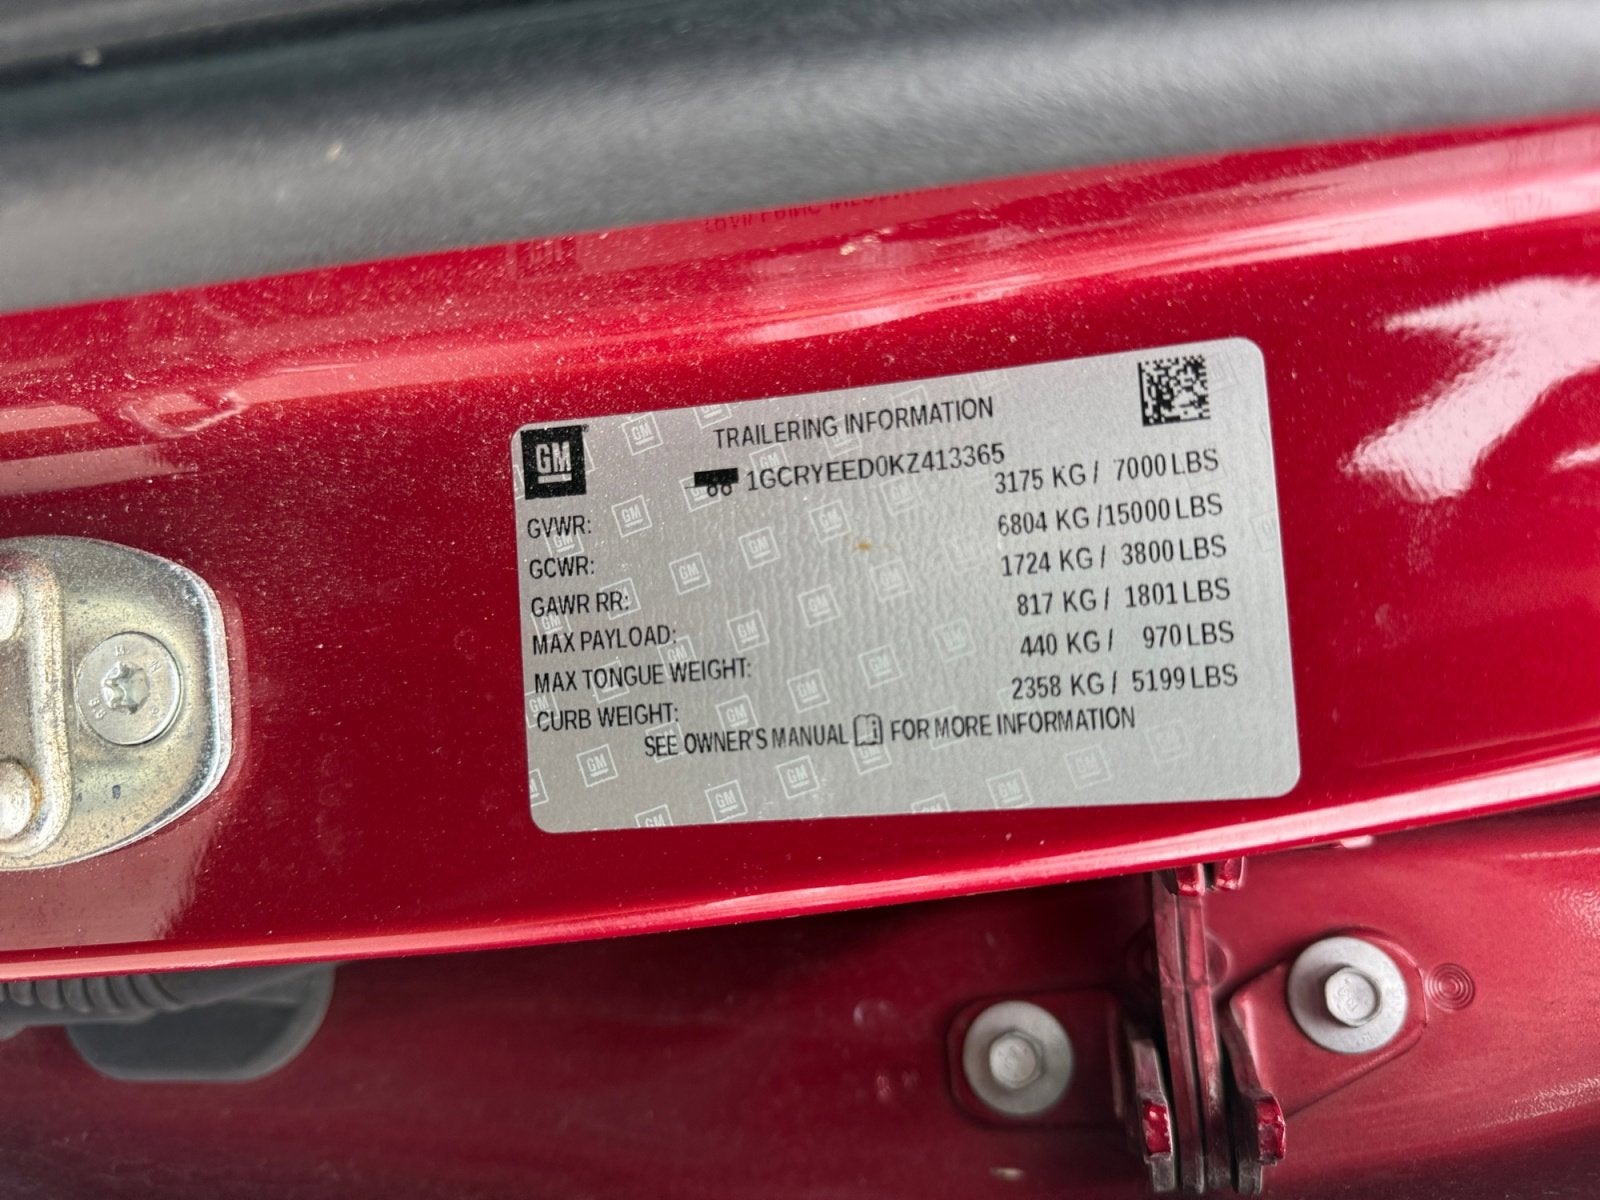 GM
TRAILERING INFORMATION
1GCRYEED0KZ413365
GVWR: 3175 KG / 7000 LBS
GCWR: 6804 KG / 15000 LBS
GAWR RR: 1724 KG / 3800 LBS
MAX PAYLOAD: 817 KG / 1801 LBS
MAX TONGUE WEIGHT: 440 KG / 970 LBS
CURB WEIGHT: 2358 KG / 5199 LBS
SEE OWNER'S MANUAL FOR MORE INFORMATION